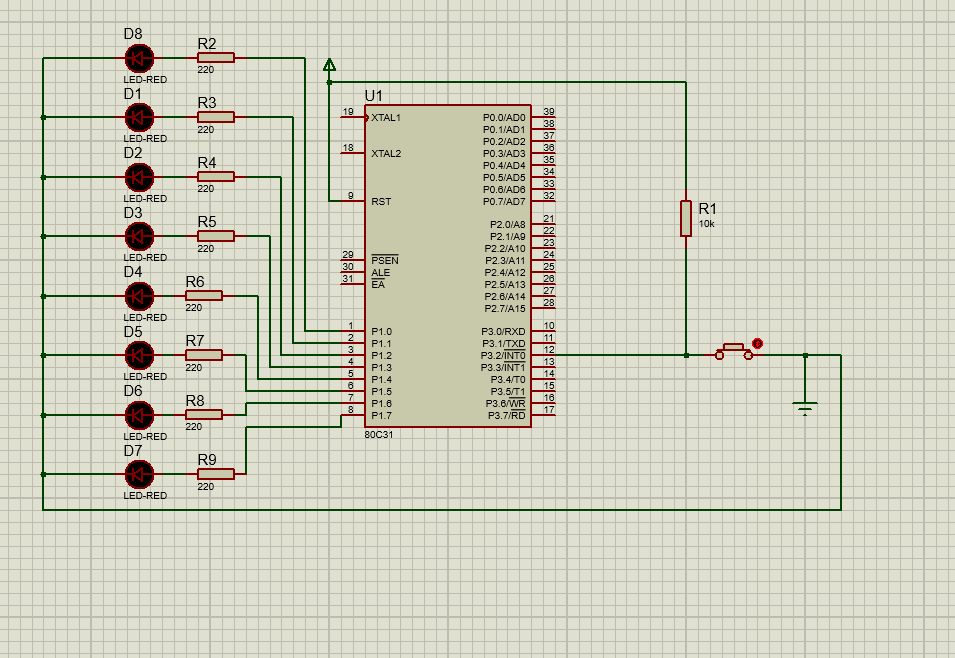 D8
R2
220
LED-RED
D1
R3
220
LED-RED
D2
R4
220
LED-RED
D3
R5
220
LED-RED
D4
R6
220
LED-RED
D5
R7
220
LED-RED
D6
R8
220
LED-RED
D7
R9
220
LED-RED
U1
19 XTAL1
18 XTAL2
9 RST
29 PSEN
30 ALE
31 EA
1 P1.0
2 P1.1
3 P1.2
4 P1.3
5 P1.4
6 P1.5
7 P1.6
8 P1.7
P0.0/AD0 39
P0.1/AD1 38
P0.2/AD2 37
P0.3/AD3 36
P0.4/AD4 35
P0.5/AD5 34
P0.6/AD6 33
P0.7/AD7 32
P2.0/A8 21
P2.1/A9 22
P2.2/A10 23
P2.3/A11 24
P2.4/A12 25
P2.5/A13 26
P2.6/A14 27
P2.7/A15 28
P3.0/RXD 10
P3.1/TXD 11
P3.2/INT0 12
P3.3/INT1 13
P3.4/T0 14
P3.5/T1 15
P3.6/WR 16
P3.7/RD 17
80C31
R1
10k